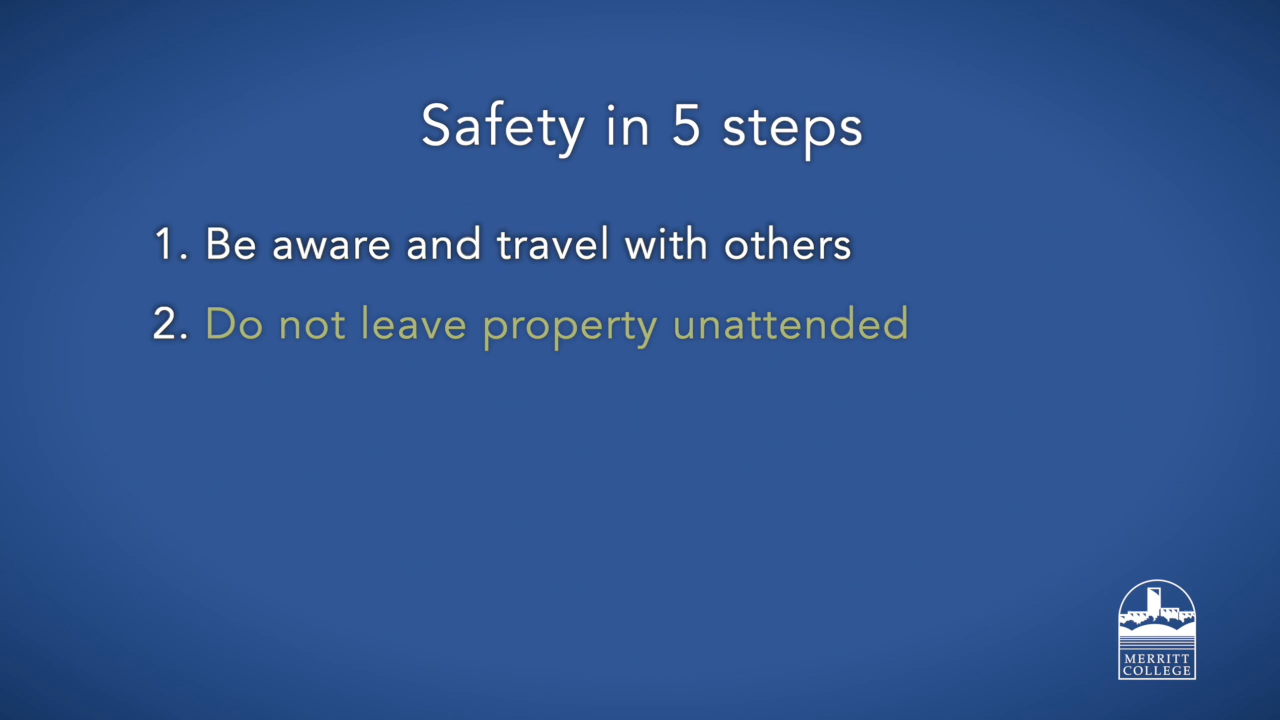 Safety in 5 steps
1. Be aware and travel with others
2. Do not leave property unattended
MERRITT
COLLEGE